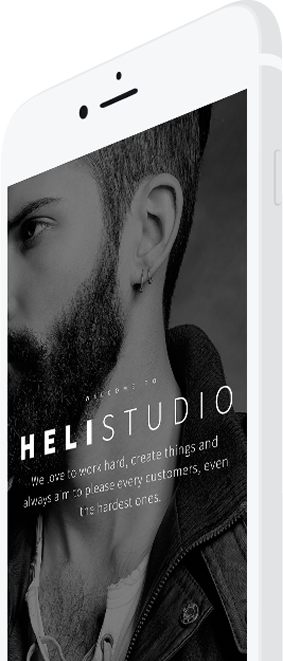 WELCOME TO
HELISTUDIO
We love to work hard, create things and
always aim to please every customers, even
the hardest ones.